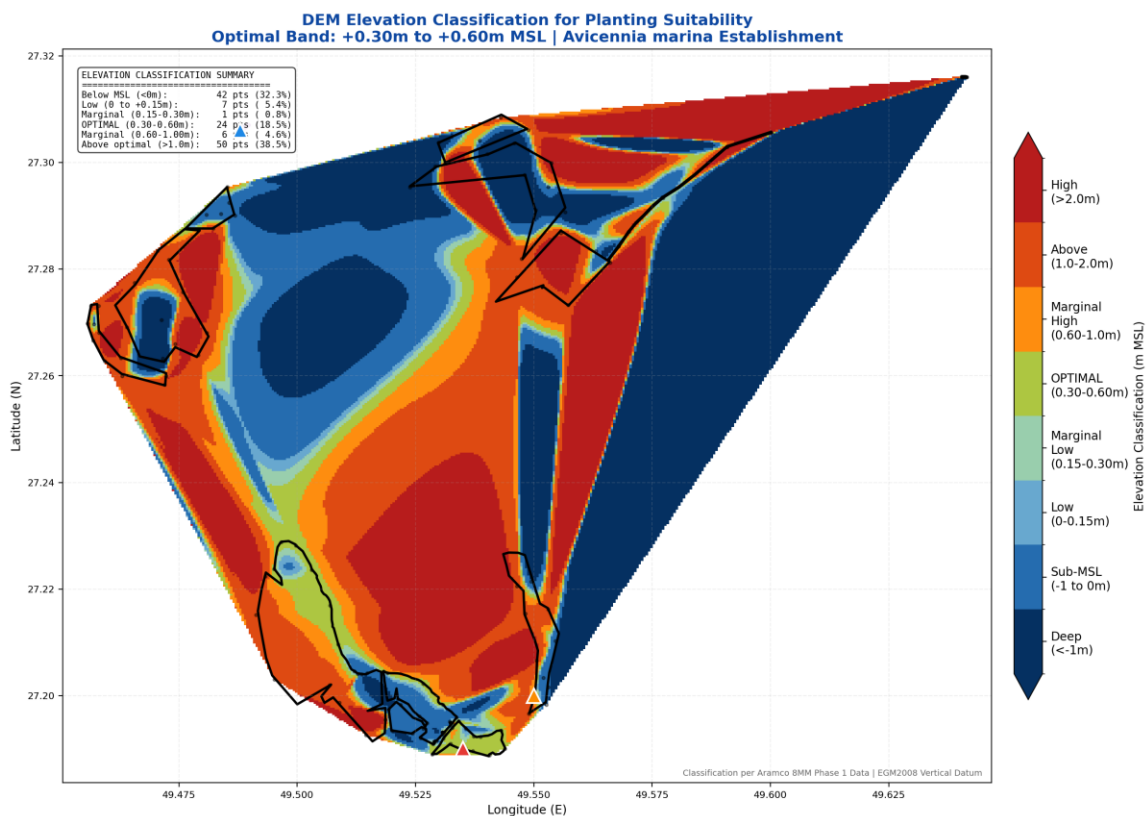 DEM Elevation Classification for Planting Suitability
Optimal Band: +0.30m to +0.60m MSL | Avicennia marina Establishment
ELEVATION CLASSIFICATION SUMMARY
====================================
Below MSL (<0m): 42 pts (32.3%)
Low (0 to +0.15m): 7 pts ( 5.4%)
Marginal (0.15-0.30m): 1 pts ( 0.8%)
OPTIMAL (0.30-0.60m): 24 pts (18.5%)
Marginal (0.60-1.00m): 6 ( 4.6%)
Above optimal (>1.0m): 50 pts (38.5%)
27.32
27.30
27.28
27.26
27.24
27.22
27.20
Latitude (N)
49.475
49.500
49.525
49.550
49.575
49.600
49.625
Longitude (E)
Classification per Aramco 8MM Phase 1 Data | EGM2008 Vertical Datum
High
(>2.0m)
Above
(1.0-2.0m)
Marginal
High
(0.60-1.0m)
OPTIMAL
(0.30-0.60m)
Marginal
Low
(0.15-0.30m)
Low
(0-0.15m)
Sub-MSL
(-1 to 0m)
Deep
(<-1m)
Elevation Classification (m MSL)